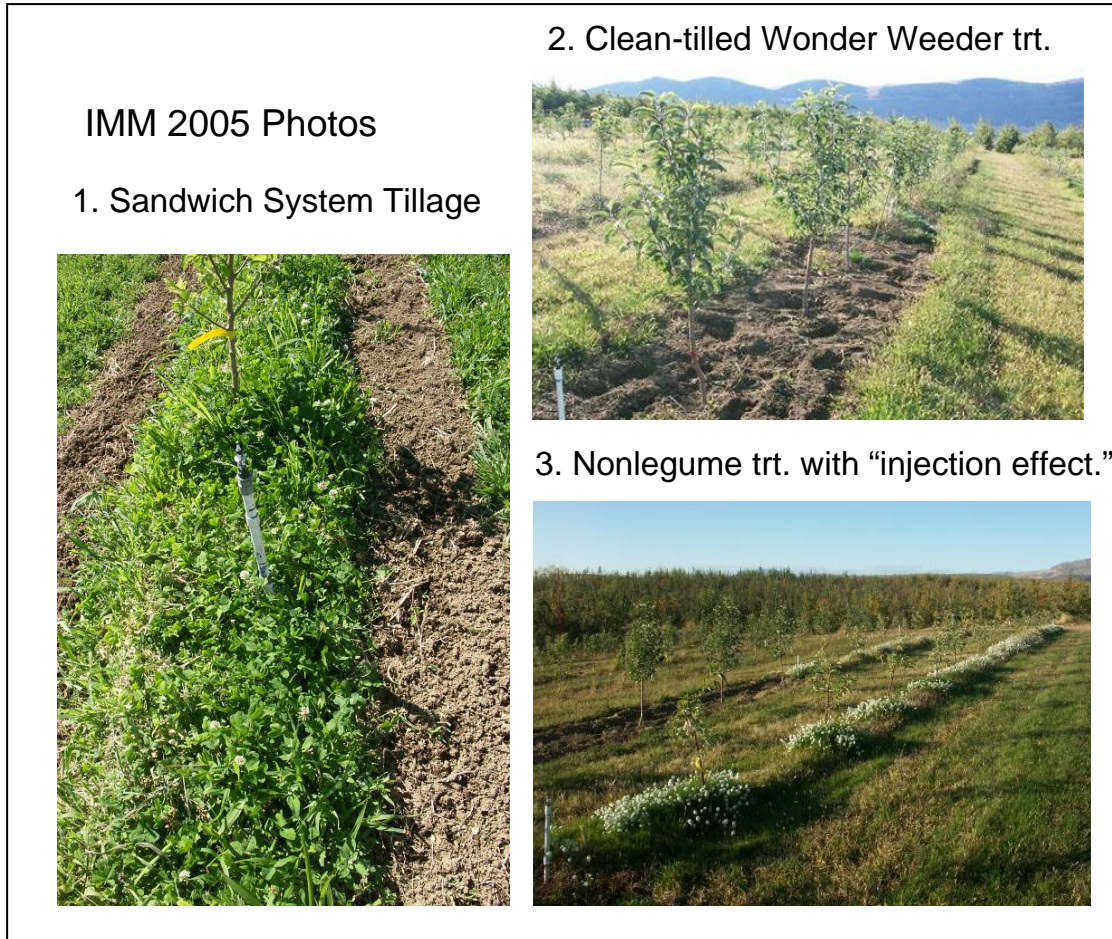 IMM 2005 Photos
1. Sandwich System Tillage
2. Clean-tilled Wonder Weeder trt.
3. Nonlegume trt. with “injection effect.”